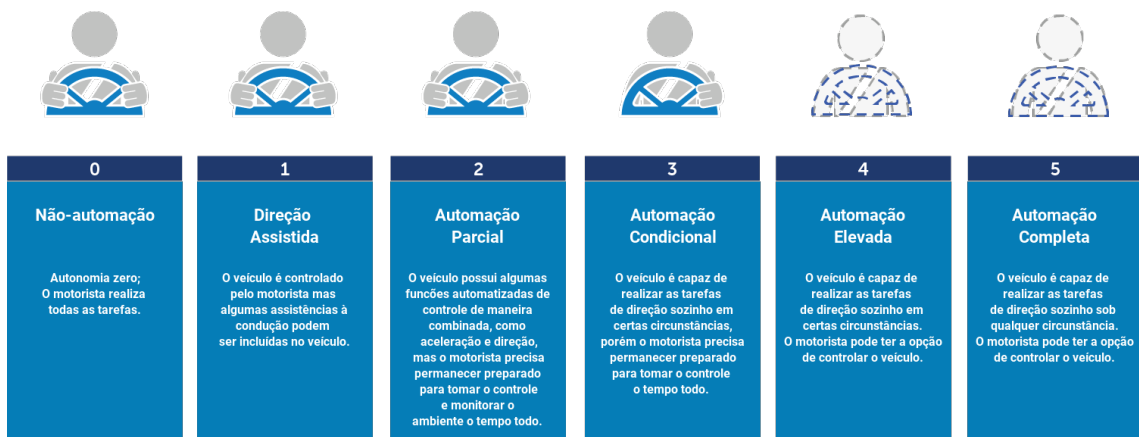 0
Não-automação
Autonomia zero;
O motorista realiza
todas as tarefas.
1
Direção
Assistida
O veículo é controlado
pelo motorista mas
algumas assistências à
condução podem
ser incluídas no veículo.
2
Automação
Parcial
O veículo possui algumas
funcões automatizadas de
controle de maneira
combinada, como
aceleração e direção,
mas o motorista precisa
permanecer preparado
para tomar o controle
e monitorar o
ambiente o tempo todo.
3
Automação
Condicional
O veículo é capaz de
realizar as tarefas
de direção sozinho em
certas circunstâncias,
porém o motorista precisa
permanecer preparado
para tomar o controle
o tempo todo.
4
Automação
Elevada
O veículo é capaz de
realizar as tarefas
de direção sozinho em
certas circunstâncias.
O motorista pode ter a opção
de controlar o veículo.
5
Automação
Completa
O veículo é capaz de
realizar as tarefas
de direção sozinho sob
qualquer circunstância.
O motorista pode ter a opção
de controlar o veículo.